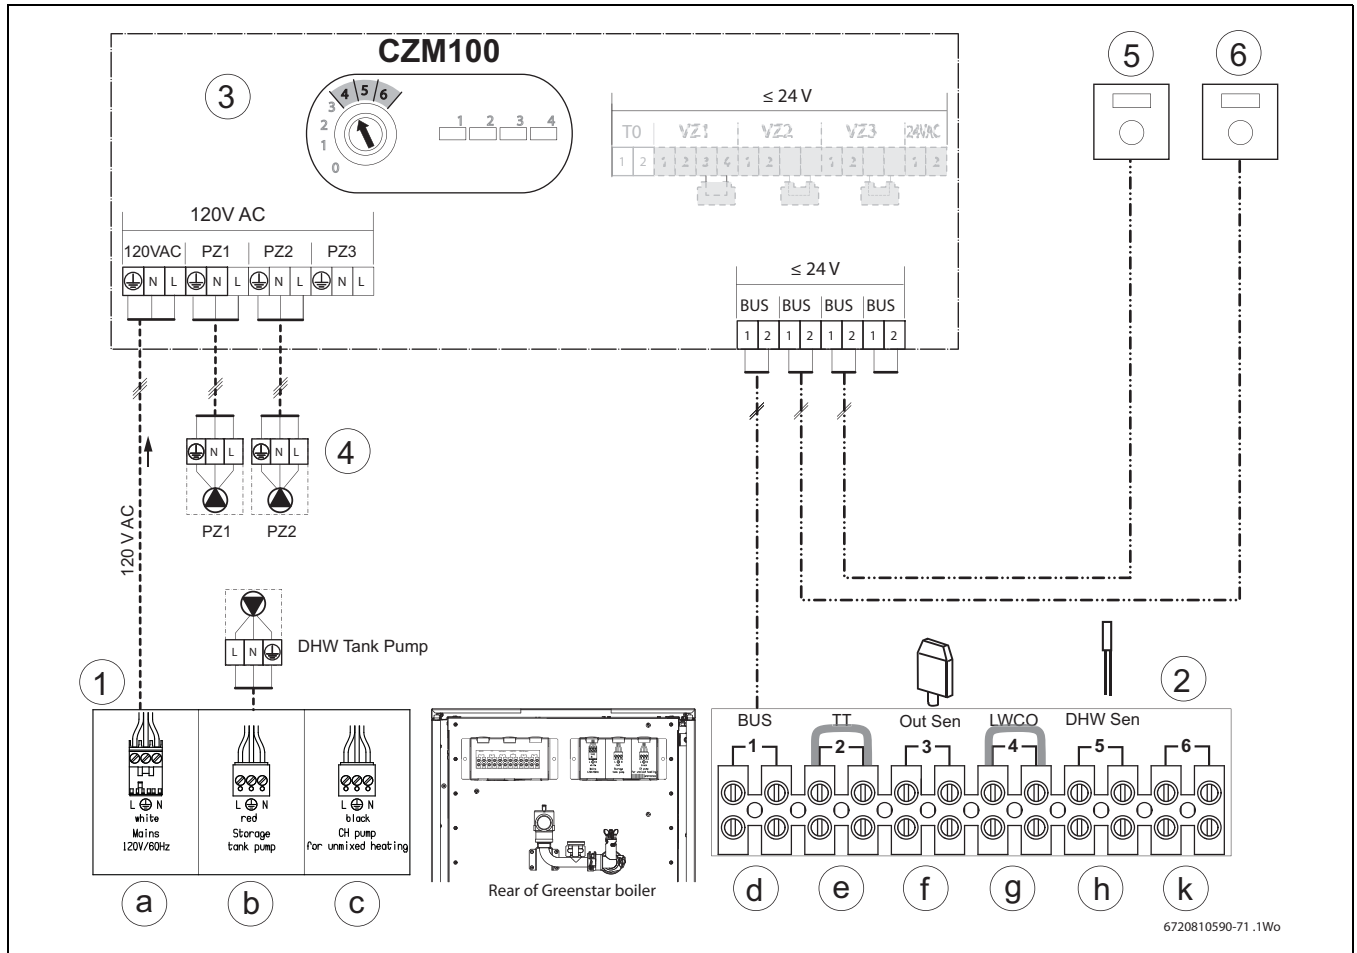 CZM100
3
5
6
0 1 2 3 4 5 6
1 2 3 4
≤ 24 V
TO VZ1 VZ2 VZ3 24VAC
1 2 1 2 3 4 1 2 1 2 1 2
120V AC
120VAC PZ1 PZ2 PZ3
N L N L N L N L
≤ 24 V
BUS BUS BUS BUS
1 2 1 2 1 2 1 2
N L N L
4
PZ1 PZ2
120 V AC
L N
DHW Tank Pump
1
2
L N
white
Mains
120V/60Hz
L N
red
Storage
tank pump
L N
black
CH pump
for unmixed heating
a b c
Rear of Greenstar boiler
BUS TT Out Sen LWCO DHW Sen
1 2 3 4 5 6
d e f g h k
6720810590-71 .1Wo